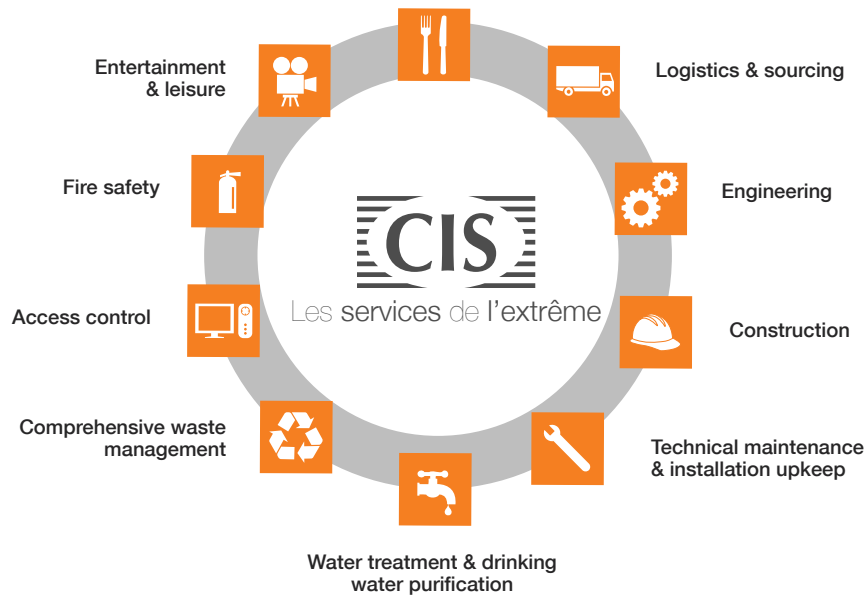 Entertainment
& leisure
Logistics & sourcing
Fire safety
Engineering
CIS
Les services de l'extrême
Access control
Construction
Comprehensive waste
management
Technical maintenance
& installation upkeep
Water treatment & drinking
water purification